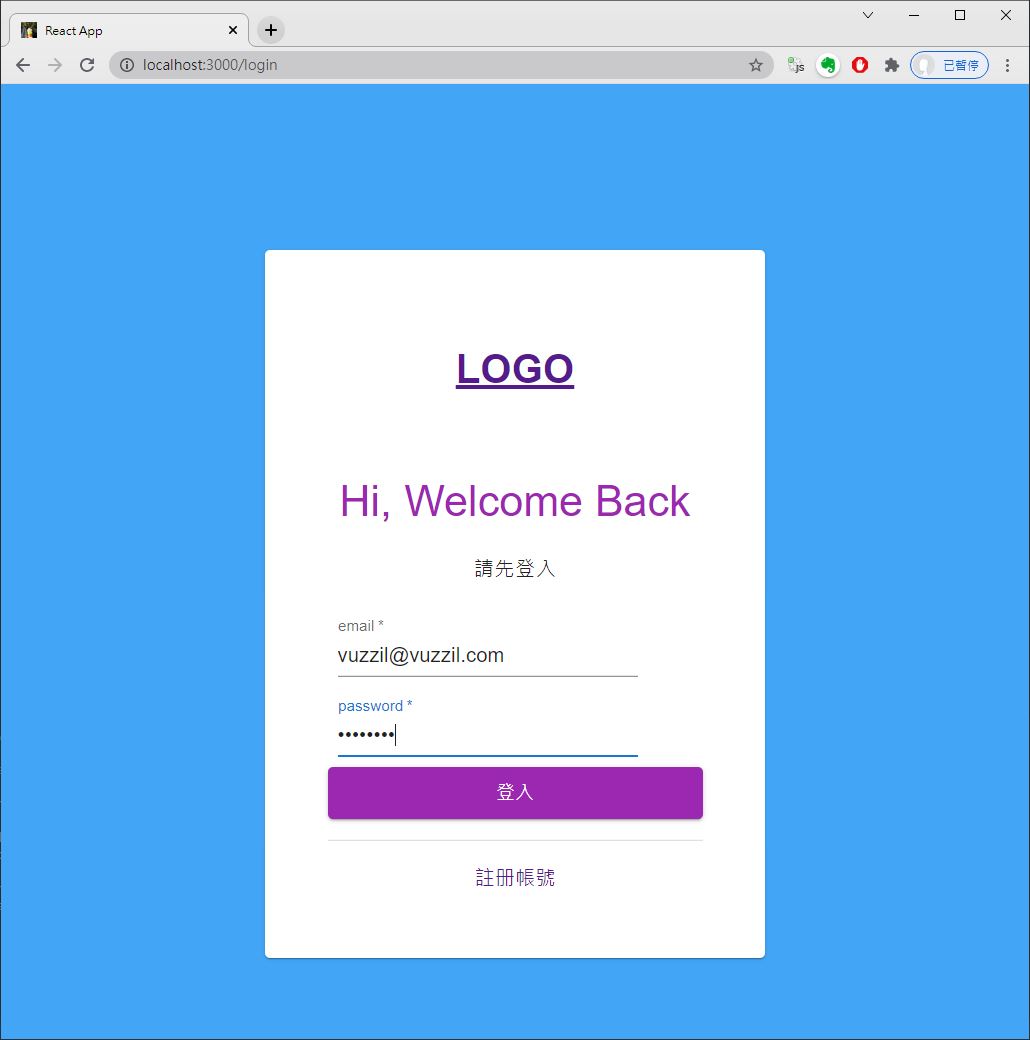 React App
localhost:3000/login
JS
已暫停
LOGO
Hi, Welcome Back
請先登入
email *
vuzzil@vuzzil.com
password *
••••••••
登入
註冊帳號